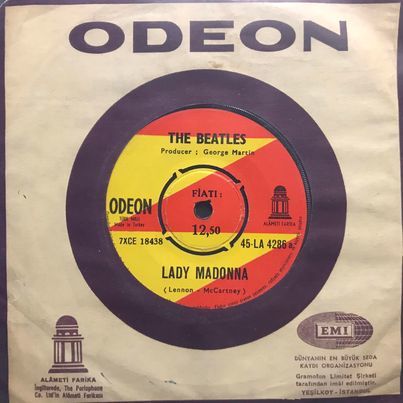 ODEON
THE BEATLES
Producer : George Martin
FİATI :
ODEON
Made in Turkey
ALÂMETİ FARİKA
7XCE 18438
12,50
45-LA 4286 a
LADY MADONNA
( Lennon - McCartney )
ALÂMETİ FARİKA
İngilterede, The Parlophone
Co. Ltd'in Alâmeti Farikası
EMI
DÜNYANIN EN BÜYÜK SEDA
KAYDI ORGANİZASYONU
Gramofon Limitet Şirketi
tarafından imâl edilmiştir.
YEŞİLKÖY - İSTANBUL